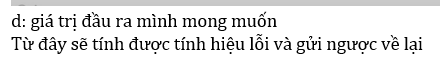 d: giá trị đầu ra mình mong muốn
Từ đây sẽ tính được tính hiệu lỗi và gửi ngược về lại